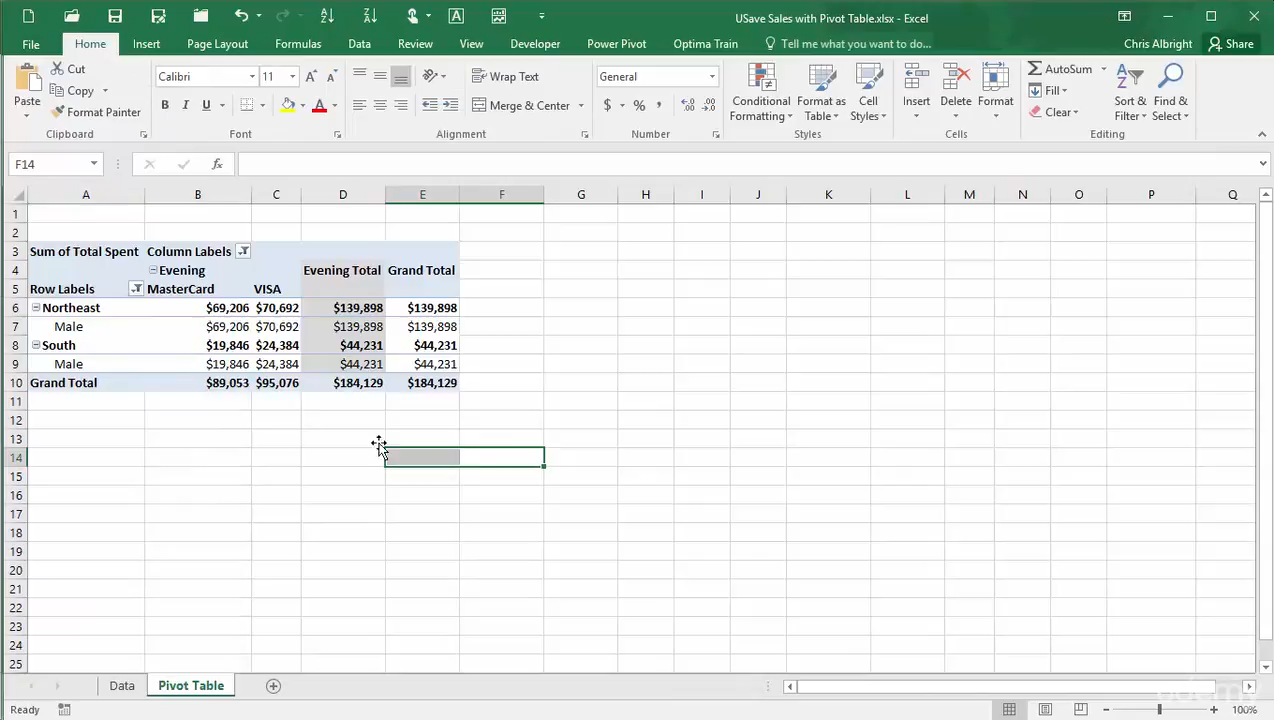 USave Sales with Pivot Table.xlsx - Excel
File Home Insert Page Layout Formulas Data Review View Developer Power Pivot Optima Train Tell me what you want to do... Chris Albright Share
Paste
Cut
Copy
Format Painter
Clipboard
Calibri 11
B I U
Font
Wrap Text
Merge & Center
Alignment
General
$ % ,
Number
Conditional Formatting
Format as Table
Cell Styles
Styles
Insert Delete Format
Cells
AutoSum
Fill
Clear
Sort & Filter
Find & Select
Editing
F14 fx
A B C D E F G H I J K L M N O P Q
1
2
3 Sum of Total Spent Column Labels
4 Evening Evening Total Grand Total
5 Row Labels MasterCard VISA
6 Northeast $69,206 $70,692 $139,898 $139,898
7 Male $69,206 $70,692 $139,898 $139,898
8 South $19,846 $24,384 $44,231 $44,231
9 Male $19,846 $24,384 $44,231 $44,231
10 Grand Total $89,053 $95,076 $184,129 $184,129
11
12
13
14
15
16
17
18
19
20
21
22
23
24
25
Data Pivot Table
Ready 100%
udemy